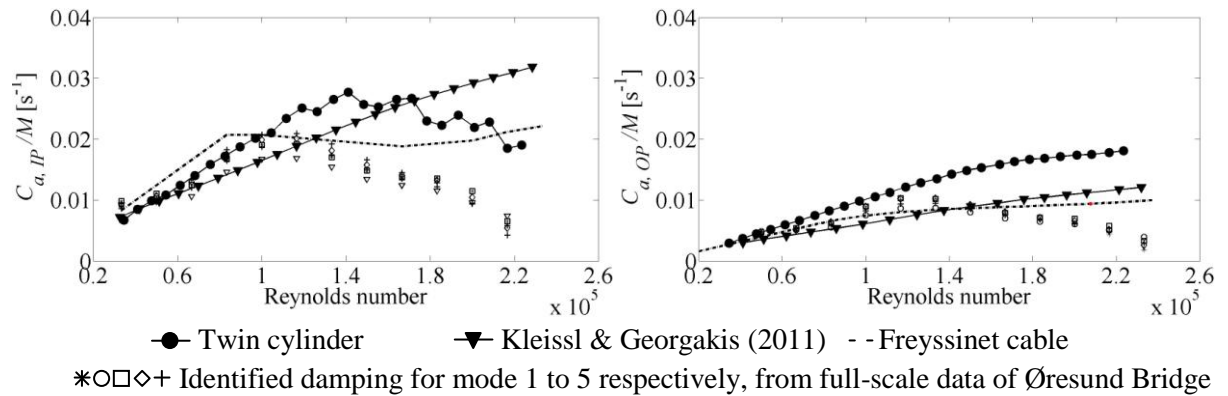 0.04
0.03
0.02
0.01
0
C_{a, IP}/M [s^{-1}]
0.2 0.6 1 1.4 1.8 2.2 2.6
Reynolds number
x 10^5
0.04
0.03
0.02
0.01
0
C_{a, OP}/M [s^{-1}]
0.2 0.6 1 1.4 1.8 2.2 2.6
Reynolds number
x 10^5
Twin cylinder Kleissl & Georgakis (2011) Freyssinet cable
Identified damping for mode 1 to 5 respectively, from full-scale data of Øresund Bridge